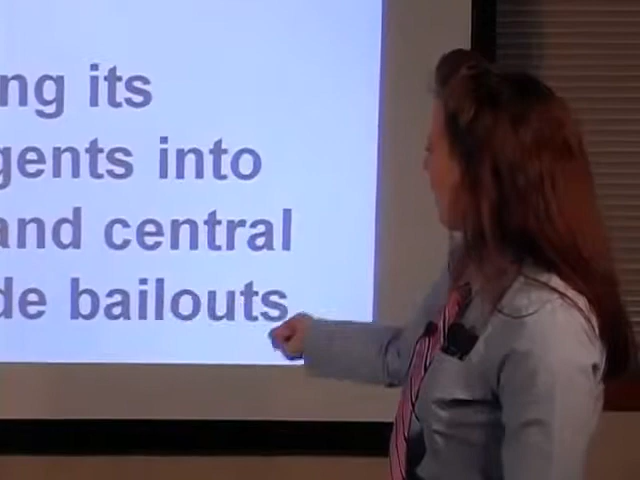 ng its
gents into
and central
de bailouts